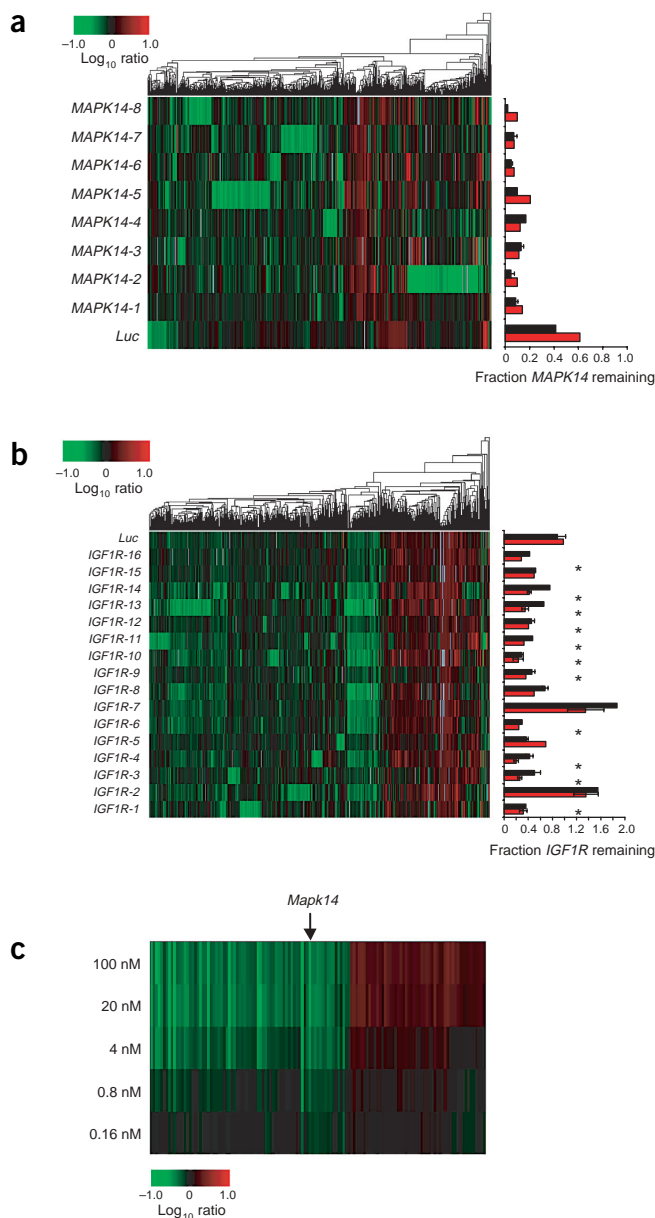 a
−1.0 0 1.0
Log10 ratio
MAPK14-8
MAPK14-7
MAPK14-6
MAPK14-5
MAPK14-4
MAPK14-3
MAPK14-2
MAPK14-1
Luc
0 0.2 0.4 0.6 0.8 1.0
Fraction MAPK14 remaining
b
−1.0 0 1.0
Log10 ratio
Luc
IGF1R-16
IGF1R-15 *
IGF1R-14
IGF1R-13 *
IGF1R-12 *
IGF1R-11 *
IGF1R-10 *
IGF1R-9 *
IGF1R-8
IGF1R-7
IGF1R-6 *
IGF1R-5
IGF1R-4 *
IGF1R-3 *
IGF1R-2
IGF1R-1 *
0 0.4 0.8 1.2 1.6 2.0
Fraction IGF1R remaining
Mapk14
c
100 nM
20 nM
4 nM
0.8 nM
0.16 nM
−1.0 0 1.0
Log10 ratio